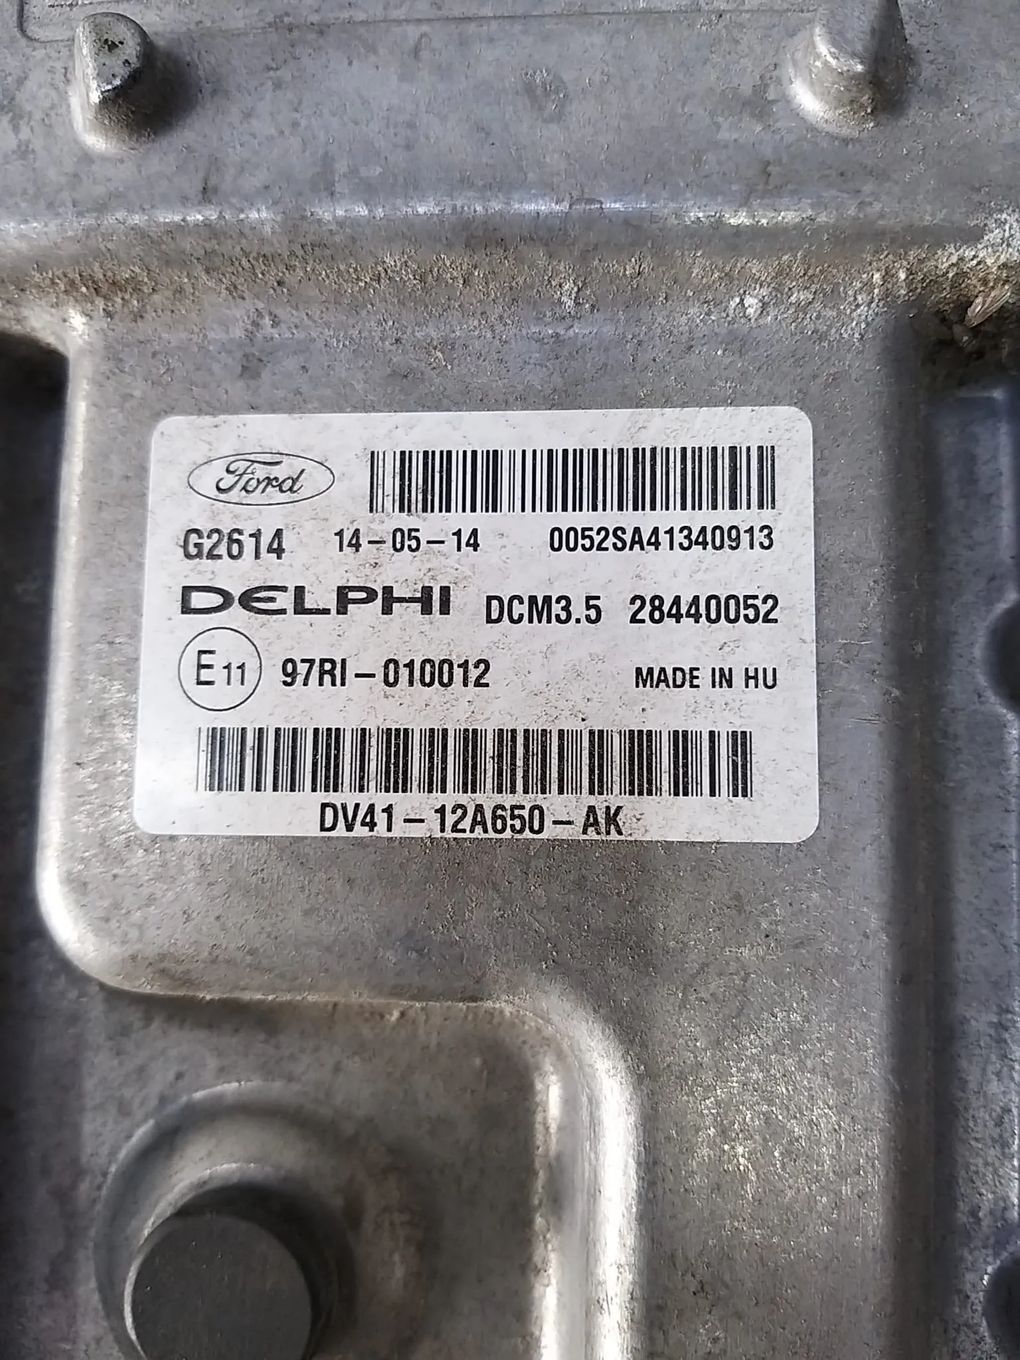 Ford
G2614 14-05-14 0052SA41340913
DELPHI DCM3.5 28440052
E11 97RI-010012 MADE IN HU
DV41-12A650-AK